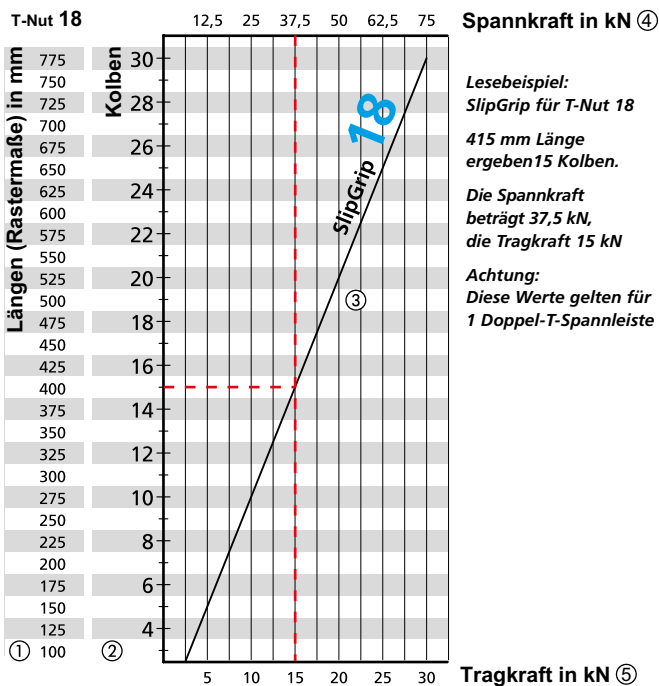 T-Nut 18
12,5 25 37,5 50 62,5 75
Spannkraft in kN ④
Längen (Rastermaße) in mm
775
750
725
700
675
650
625
600
575
550
525
500
475
450
425
400
375
350
325
300
275
250
225
200
175
150
125
100
①
Kolben
30
28
26
24
22
20
18
16
14
12
10
8
6
4
②
SlipGrip 18
③
5 10 15 20 25 30
Tragkraft in kN ⑤
Lesebeispiel:
SlipGrip für T-Nut 18
415 mm Länge
ergeben15 Kolben.
Die Spannkraft
beträgt 37,5 kN,
die Tragkraft 15 kN
Achtung:
Diese Werte gelten für
1 Doppel-T-Spannleiste